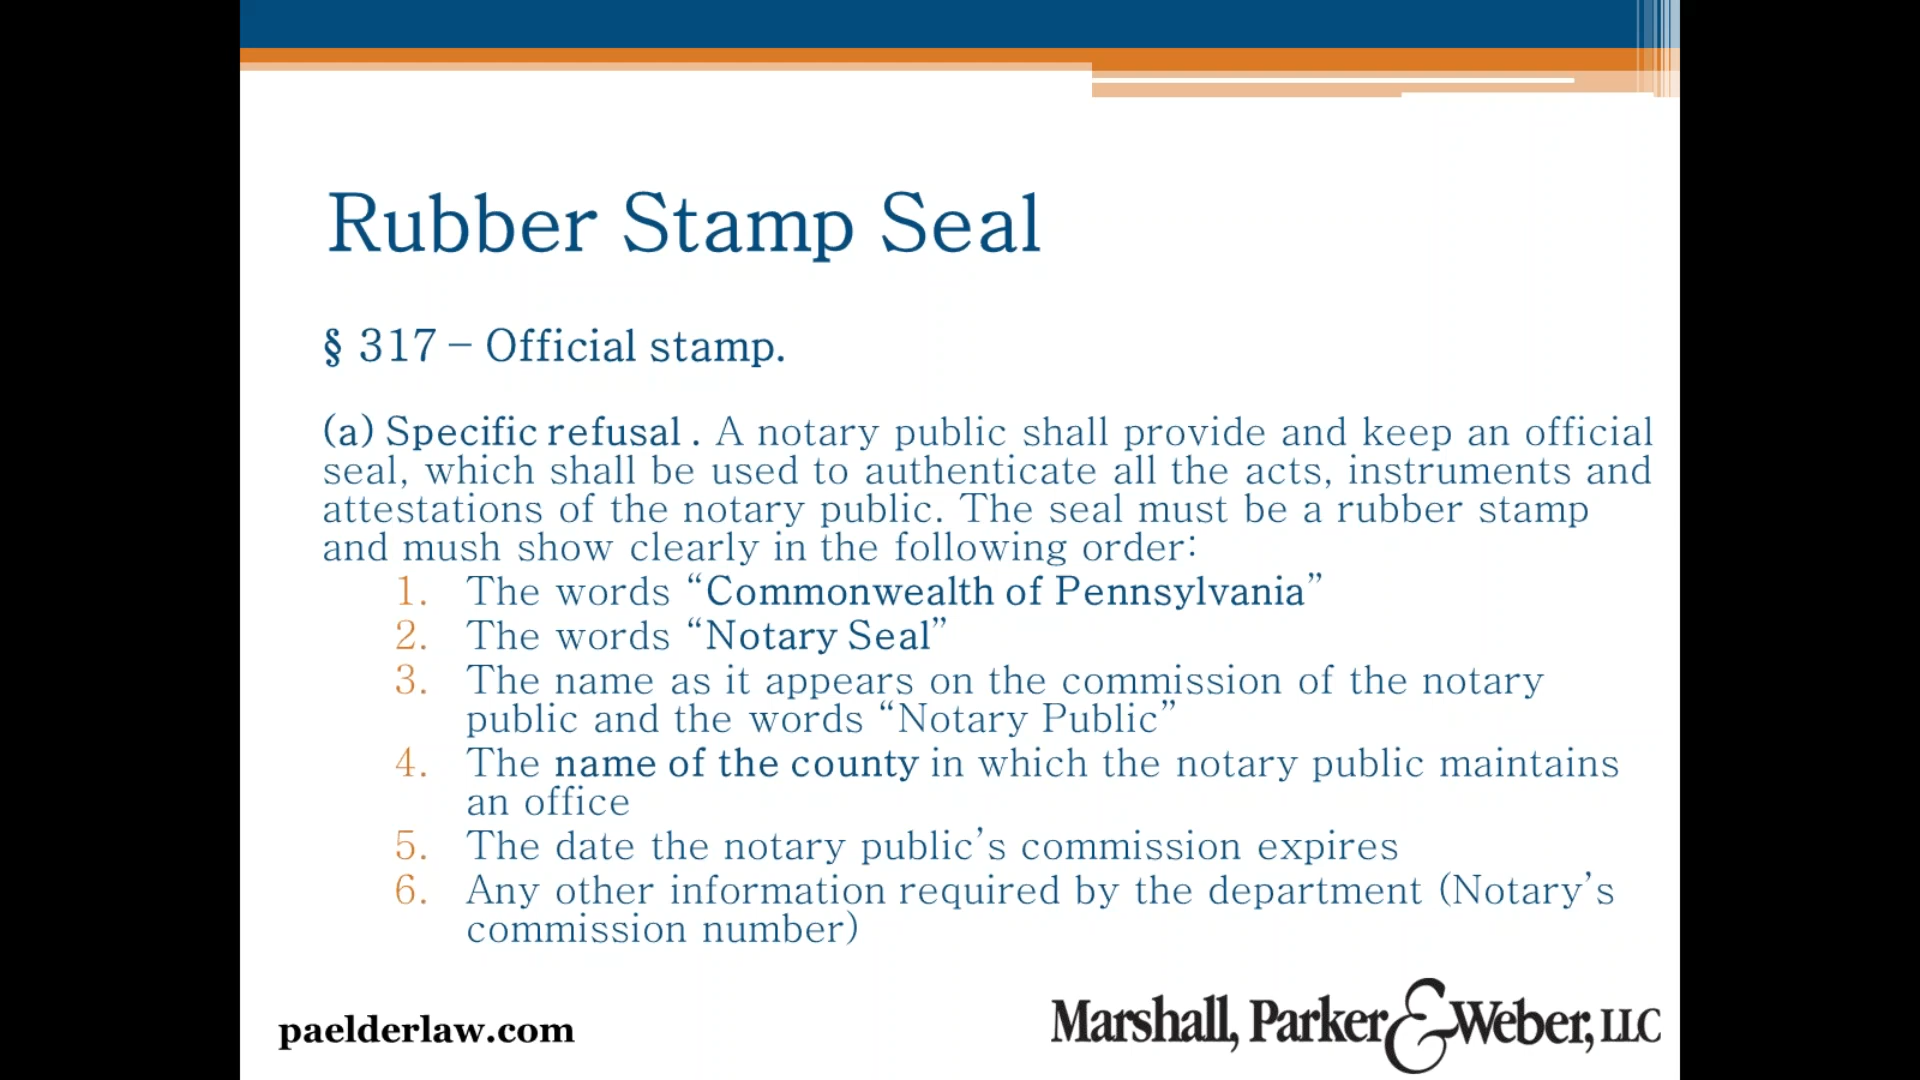 Rubber Stamp Seal
§ 317 – Official stamp.
(a) Specific refusal . A notary public shall provide and keep an official
seal, which shall be used to authenticate all the acts, instruments and
attestations of the notary public. The seal must be a rubber stamp
and mush show clearly in the following order:
1. The words “Commonwealth of Pennsylvania”
2. The words “Notary Seal”
3. The name as it appears on the commission of the notary
public and the words “Notary Public”
4. The name of the county in which the notary public maintains
an office
5. The date the notary public’s commission expires
6. Any other information required by the department (Notary’s
commission number)
paelderlaw.com
Marshall, Parker & Weber, LLC